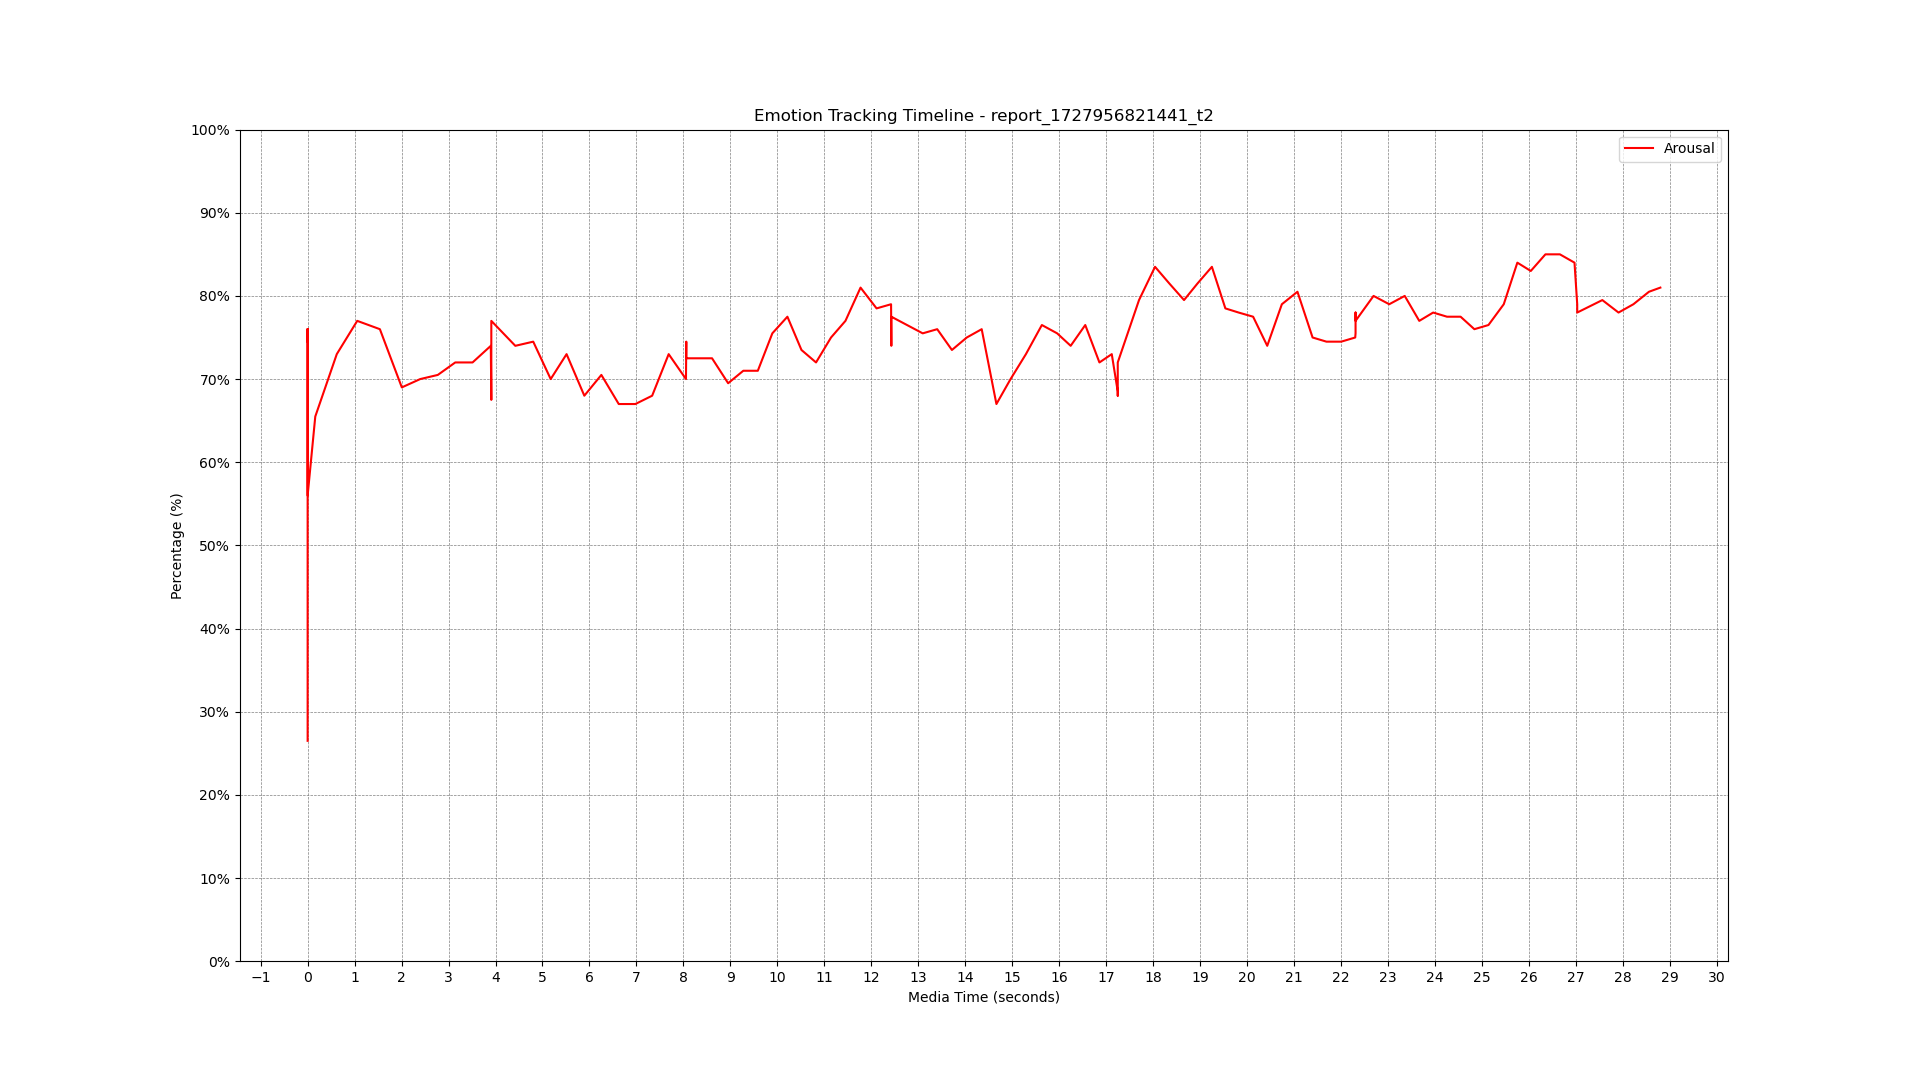 Emotion Tracking Timeline - report_1727956821441_t2
100%
90%
80%
70%
60%
50%
40%
30%
20%
10%
0%
Percentage (%)
Arousal
−1 0 1 2 3 4 5 6 7 8 9 10 11 12 13 14 15 16 17 18 19 20 21 22 23 24 25 26 27 28 29 30
Media Time (seconds)